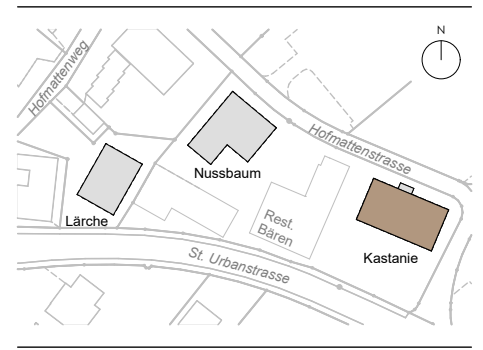 N
Hofmattenweg
Hofmattenstrasse
Nussbaum
Lärche
Rest.
Bären
Kastanie
St. Urbanstrasse